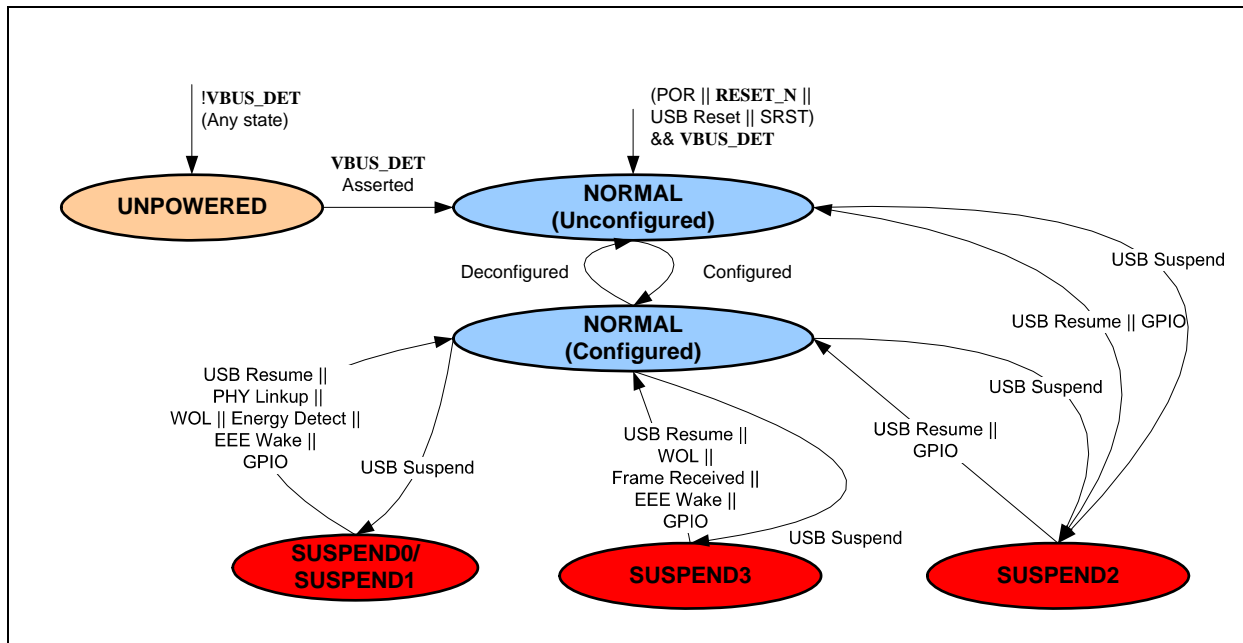 !VBUS_DET
(Any state)
(POR || RESET_N ||
USB Reset || SRST)
&& VBUS_DET
VBUS_DET
Asserted
UNPOWERED
NORMAL
(Unconfigured)
Deconfigured
Configured
USB Suspend
USB Resume || GPIO
NORMAL
(Configured)
USB Resume ||
PHY Linkup ||
WOL || Energy Detect ||
EEE Wake ||
GPIO
USB Suspend
USB Resume ||
WOL ||
Frame Received ||
EEE Wake ||
GPIO
USB Suspend
USB Suspend
USB Resume ||
GPIO
SUSPEND0/
SUSPEND1
SUSPEND3
SUSPEND2